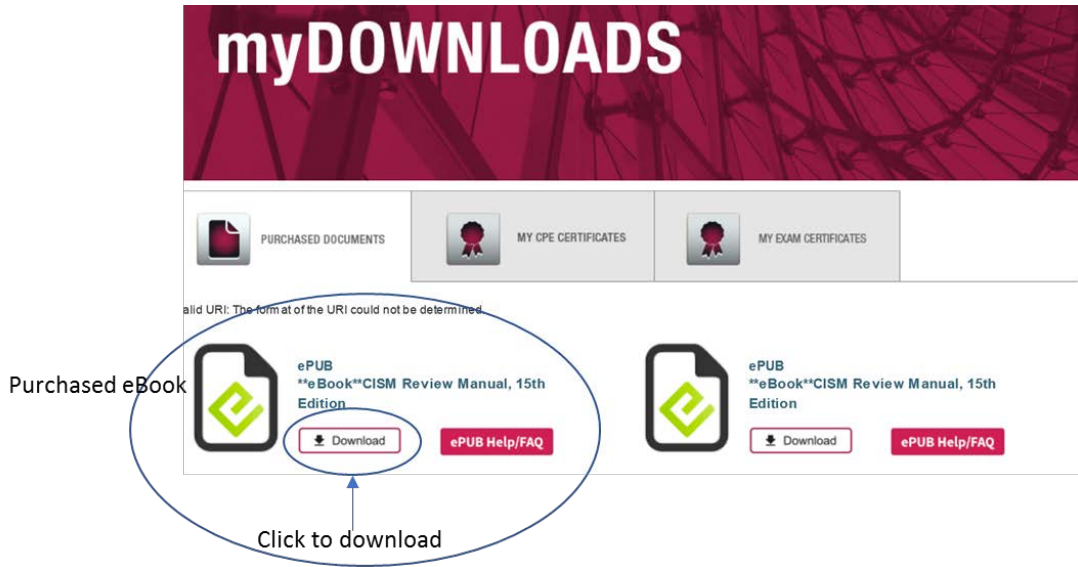 myDOWNLOADS
PURCHASED DOCUMENTS
MY CPE CERTIFICATES
MY EXAM CERTIFICATES
alid URI: The format of the URI could not be determined.
Purchased eBook
ePUB
**eBook**CISM Review Manual, 15th
Edition
Download
ePUB Help/FAQ
ePUB
**eBook**CISM Review Manual, 15th
Edition
Download
ePUB Help/FAQ
Click to download